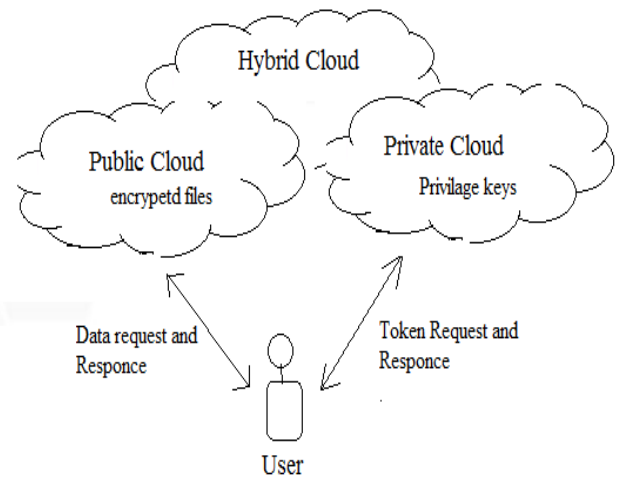 Hybrid Cloud
Public Cloud
encrypetd files
Private Cloud
Privilage keys
Data request and
Responce
Token Request and
Responce
User